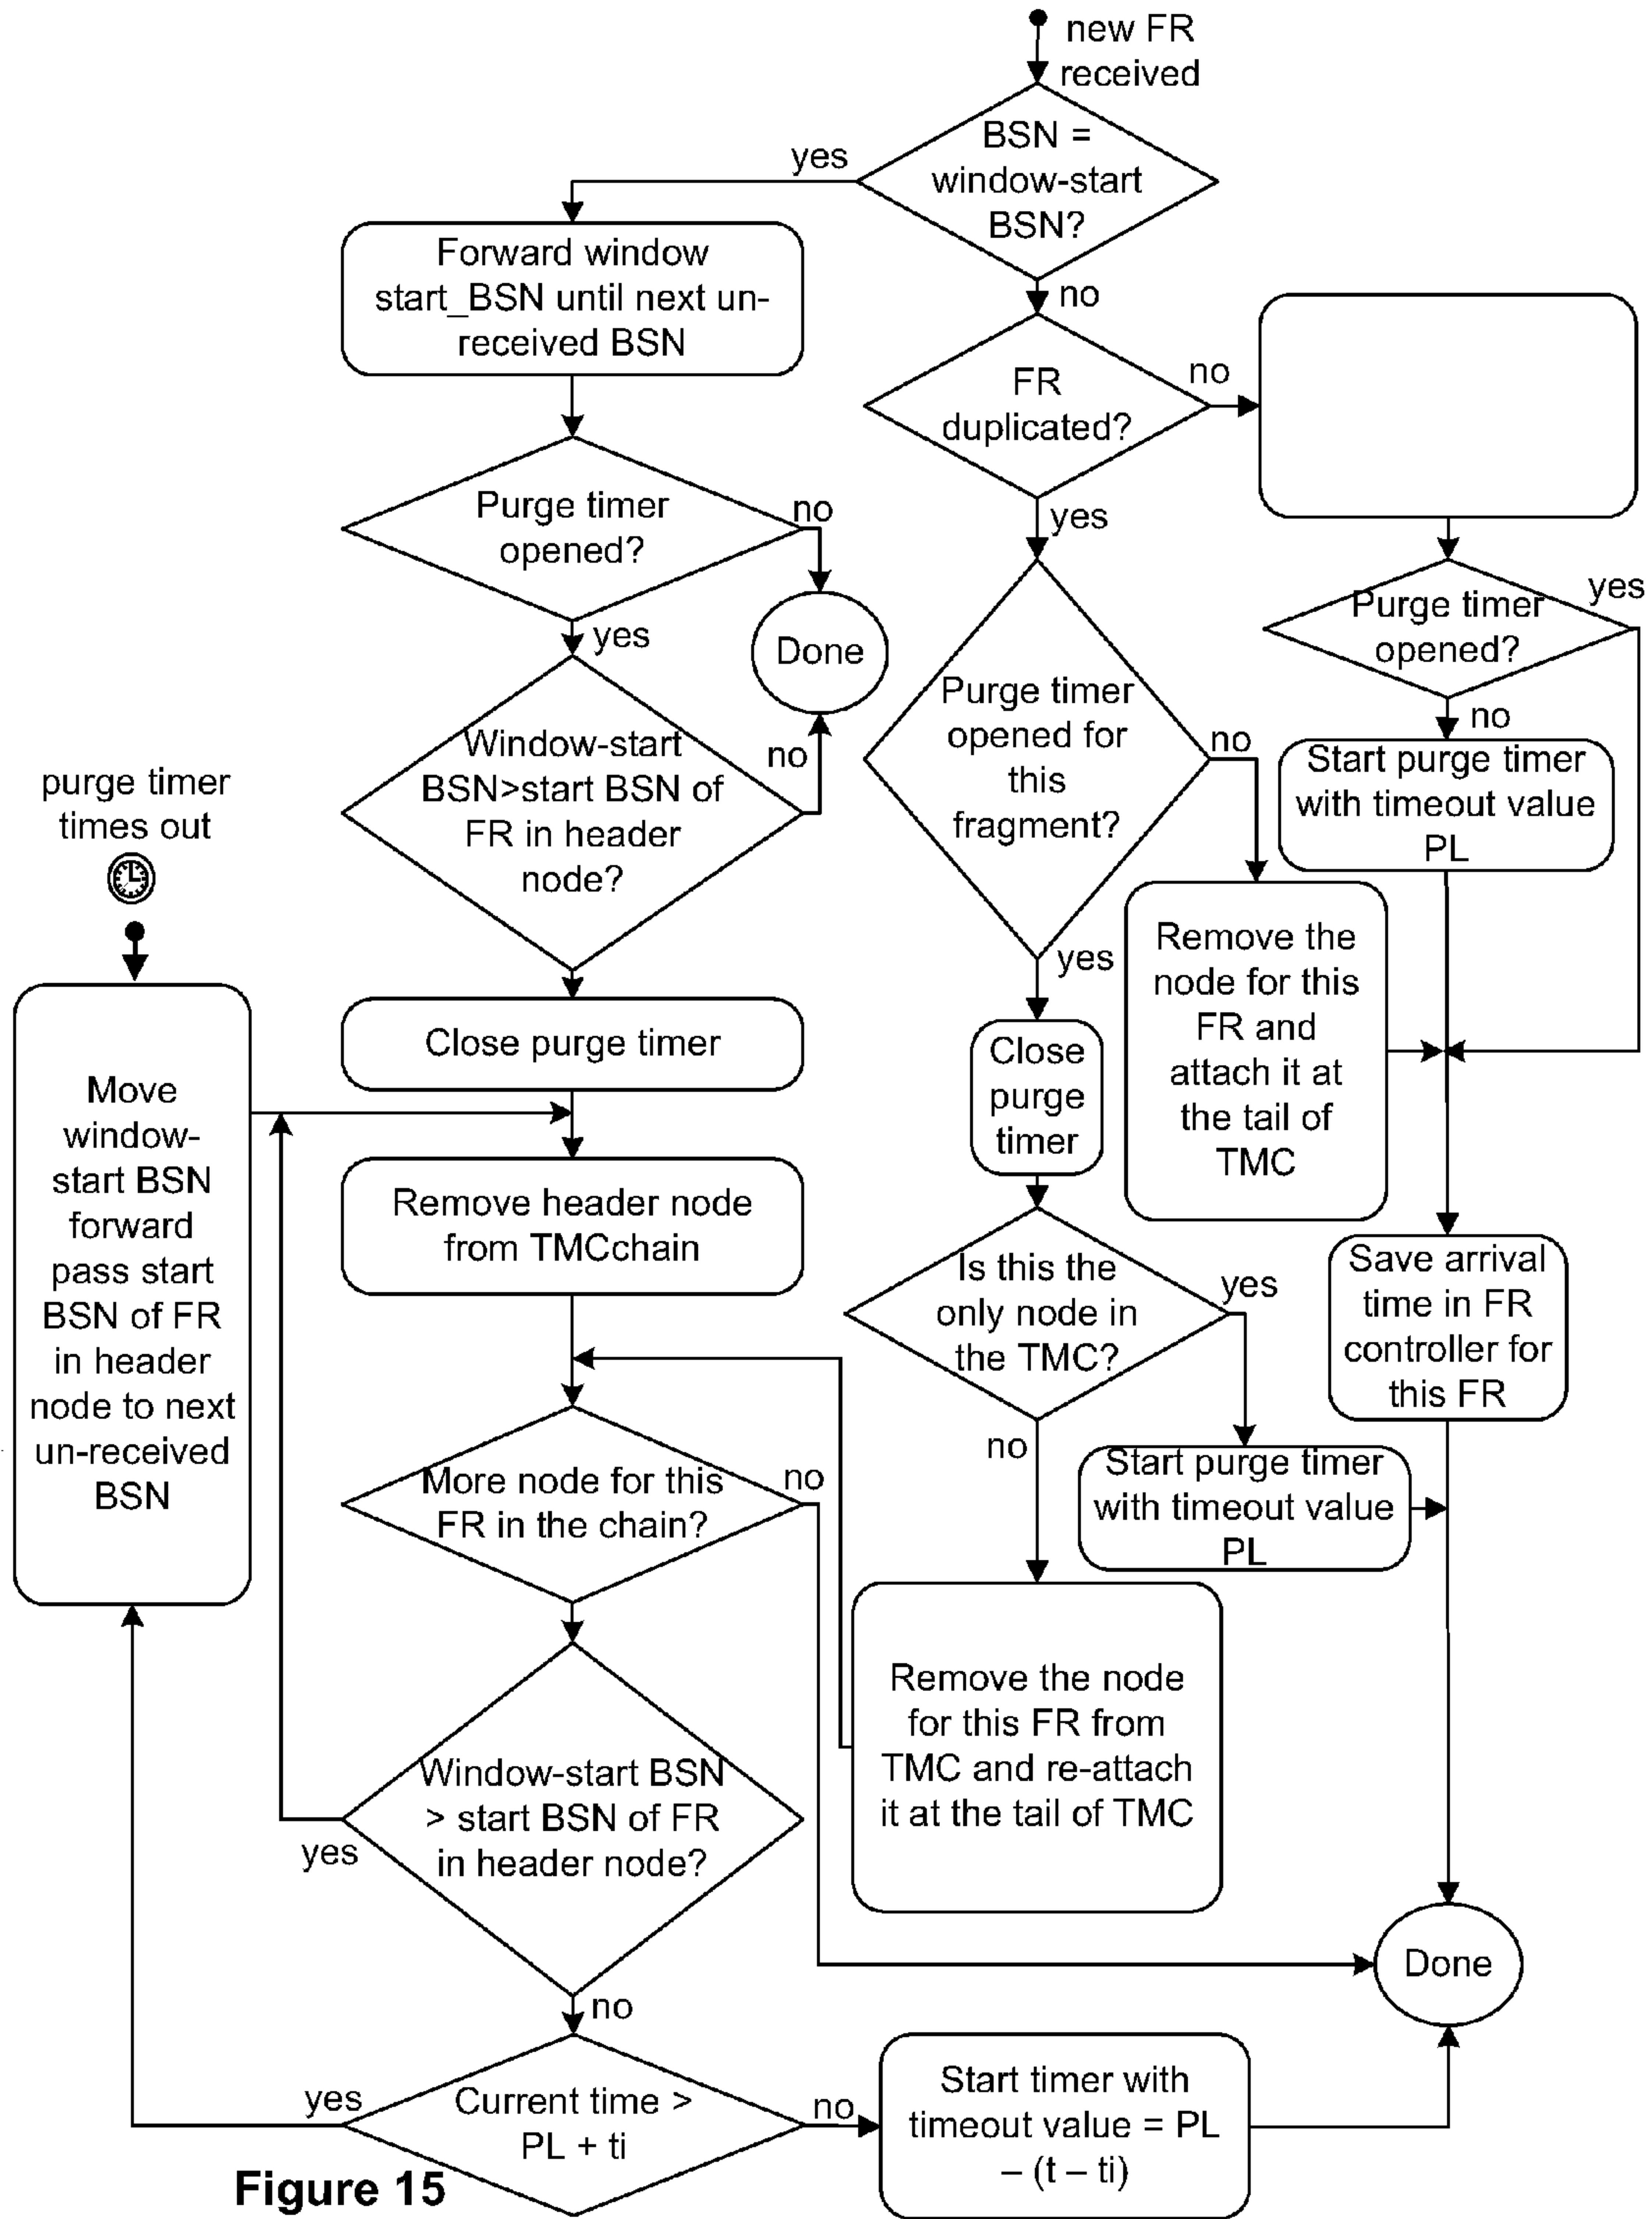 new FR
received
BSN =
window-start
BSN?
yes
no
Forward window
start_BSN until next un-
received BSN
FR
duplicated?
no
yes
Purge timer
opened?
no
yes
Done
Purge timer
opened?
yes
no
Start purge timer
with timeout value
PL
Purge timer
opened for
this
fragment?
no
yes
Window-start
BSN>start BSN of
FR in header
node?
no
purge timer
times out
Remove the
node for this
FR and
attach it at
the tail of
TMC
Close purge timer
Close
purge
timer
Move
window-
start BSN
forward
pass start
BSN of FR
in header
node to next
un-received
BSN
Remove header node
from TMCchain
Is this the
only node in
the TMC?
yes
no
Save arrival
time in FR
controller for
this FR
Start purge timer
with timeout value
PL
More node for this
FR in the chain?
no
Remove the node
for this FR from
TMC and re-attach
it at the tail of TMC
Window-start BSN
> start BSN of FR
in header node?
yes
no
Done
Current time >
PL + ti
yes
no
Start timer with
timeout value = PL
– (t – ti)
Figure 15